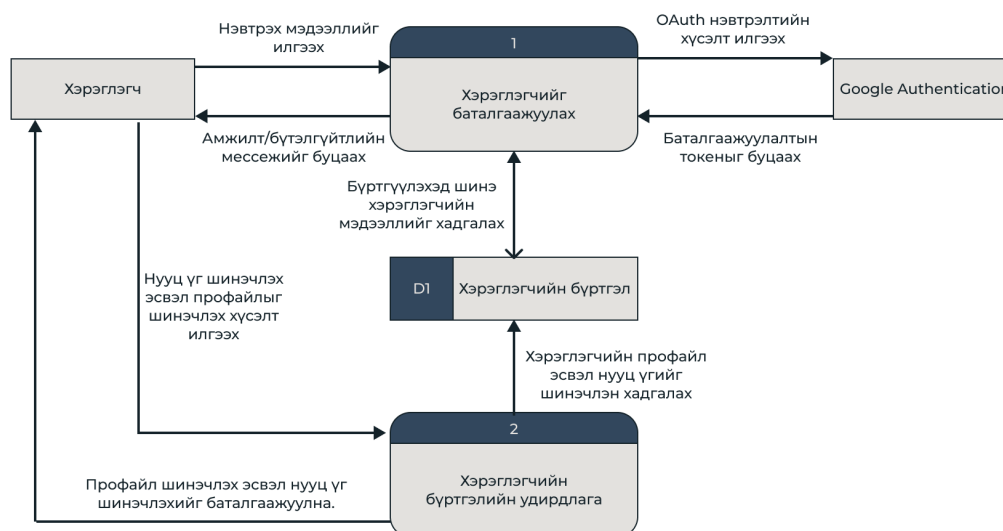 Нэвтрэх мэдээллийг
илгээх
1
OAuth нэвтрэлтийн
хүсэлт илгээх
Хэрэглэгч
Хэрэглэгчийг
баталгаажуулах
Google Authentication
Амжилт/бүтэлгүйтлийн
мессежийг буцаах
Баталгаажуулалтын
токеныг буцаах
Бүртгүүлэхэд шинэ
хэрэглэгчийн
мэдээллийг хадгалах
Нууц үг шинэчлэх
эсвэл профайлыг
шинэчлэх хүсэлт
илгээх
D1
Хэрэглэгчийн бүртгэл
Хэрэглэгчийн профайл
эсвэл нууц үгийг
шинэчлэн хадгалах
2
Хэрэглэгчийн
бүртгэлийн удирдлага
Профайл шинэчлэх эсвэл нууц үг
шинэчлэхийг баталгаажуулна.